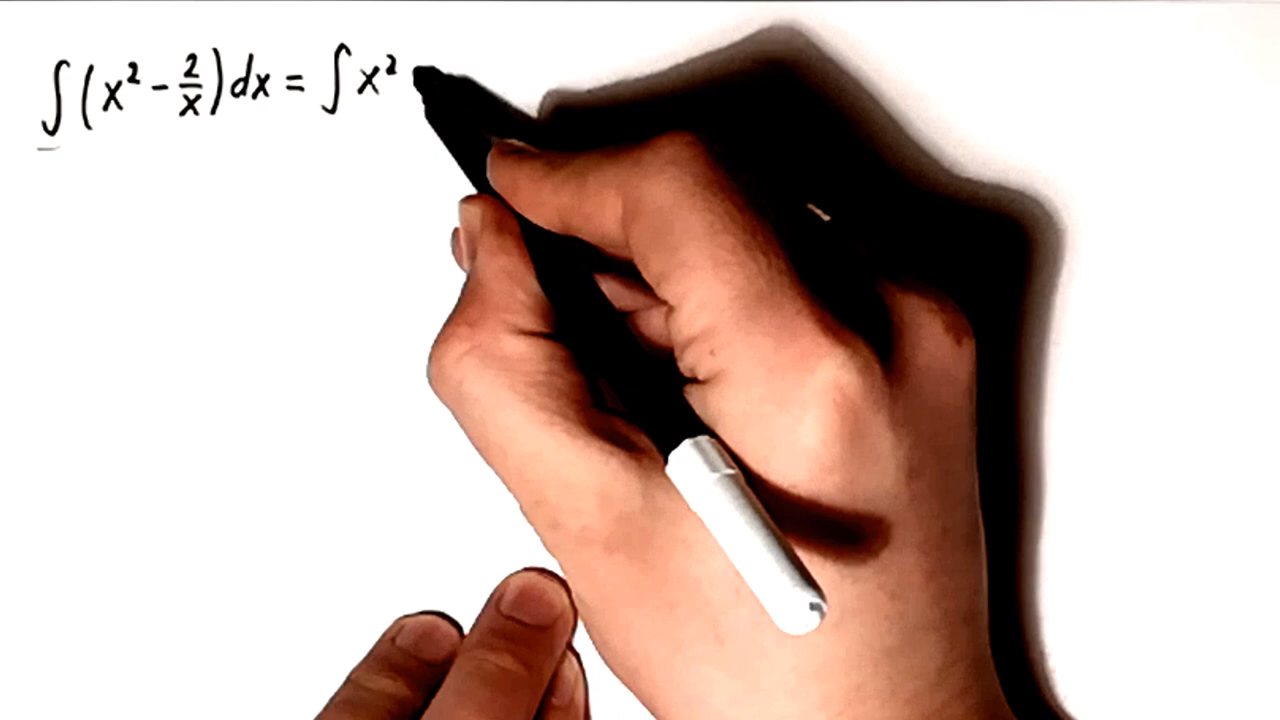 ∫(x² - 2/x)dx = ∫x²